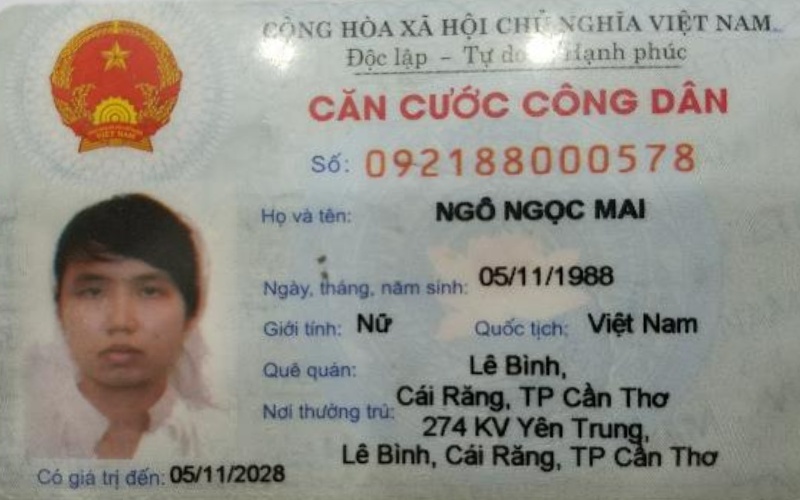 CỘNG HÒA XÃ HỘI CHỦ NGHĨA VIỆT NAM
Độc lập - Tự do Hạnh phúc
CĂN CƯỚC CÔNG DÂN
Số: 092188000578
Họ và tên: NGÔ NGỌC MAI
Ngày, tháng, năm sinh: 05/11/1988
Giới tính: Nữ Quốc tịch: Việt Nam
Quê quán: Lê Bình,
Cái Răng, TP Cần Thơ
Nơi thường trú: 274 KV Yên Trung,
Lê Bình, Cái Răng, TP Cần Thơ
Có giá trị đến: 05/11/2028